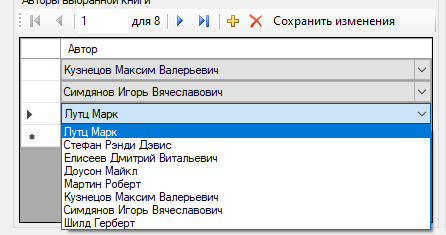 Авторы выбранной книги
1 для 8 Сохранить изменения
Автор
Кузнецов Максим Валерьевич
Симдянов Игорь Вячеславович
Лутц Марк
Лутц Марк
Стефан Рэнди Дэвис
Елисеев Дмитрий Витальевич
Доусон Майкл
Мартин Роберт
Кузнецов Максим Валерьевич
Симдянов Игорь Вячеславович
Шилд Герберт